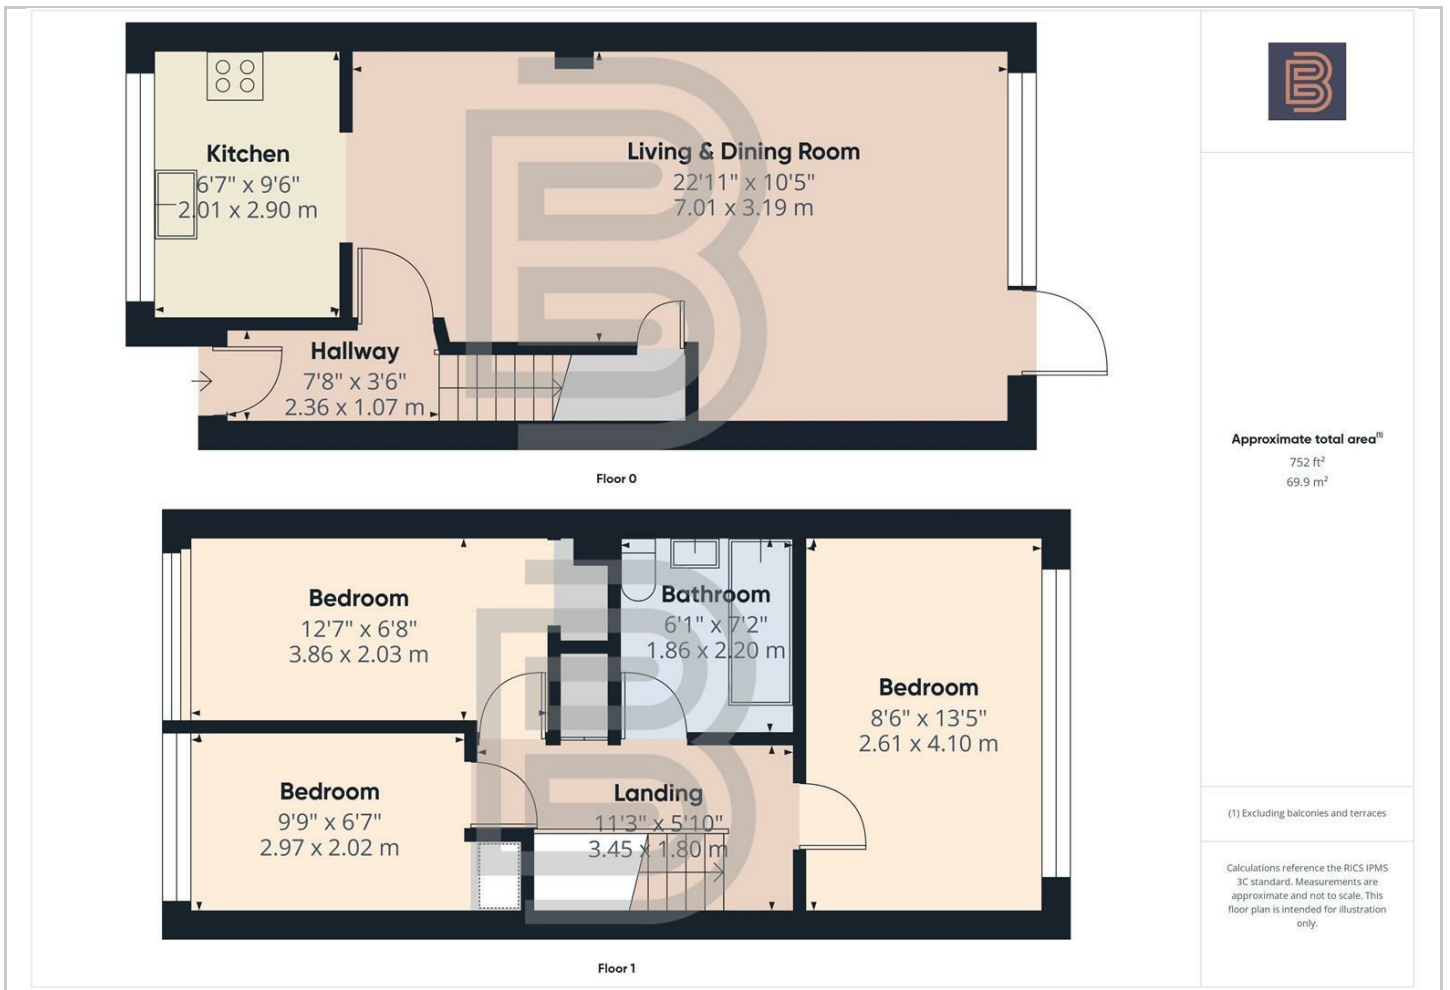 Kitchen
6'7" x 9'6"
2.01 x 2.90 m
Living & Dining Room
22'11" x 10'5"
7.01 x 3.19 m
Hallway
7'8" x 3'6"
2.36 x 1.07 m
Floor 0
Bedroom
12'7" x 6'8"
3.86 x 2.03 m
Bathroom
6'1" x 7'2"
1.86 x 2.20 m
Bedroom
8'6" x 13'5"
2.61 x 4.10 m
Bedroom
9'9" x 6'7"
2.97 x 2.02 m
Landing
11'3" x 5'10"
3.45 x 1.80 m
Floor 1
B
Approximate total area(1)
752 ft²
69.9 m²
(1) Excluding balconies and terraces
Calculations reference the RICS IPMS
3C standard. Measurements are
approximate and not to scale. This
floor plan is intended for illustration
only.